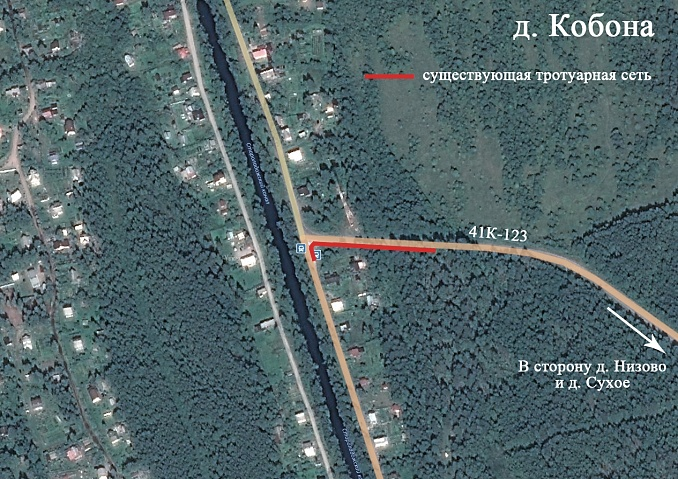 д. Кобона
существующая тротуарная сеть
41К-123
В сторону д. Низово
и д. Сухое